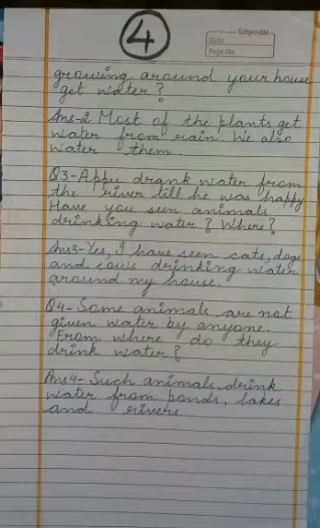 4
Sulypustak
Date
Page No.
growing around your house
get water?
Ans-2 Most of the plants get
water from rain. We also
water them.
Q3-Appu drank water from
the river till he was happy
Have you seen animals
drinking water? Where?
Ans3-Yes, I have seen cats, dogs
and cows drinking water
around my house.
Q4-Some animals are not
given water by anyone.
From where do they
drink water?
Ans4-Such animals drink
water from ponds, lakes
and rivers.